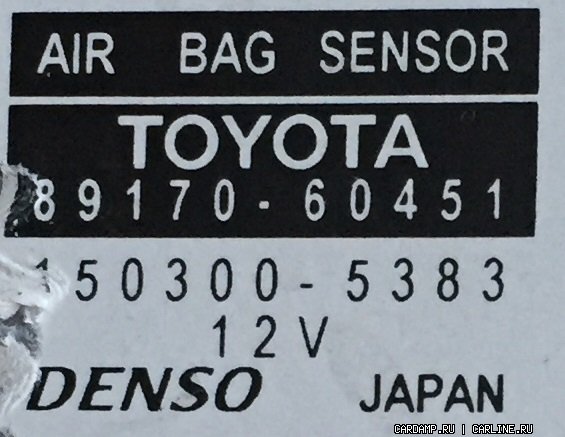 AIR BAG SENSOR
TOYOTA
89170-60451
150300-5383
12V
DENSO JAPAN
CARDAMP.RU | CARLINE.RU